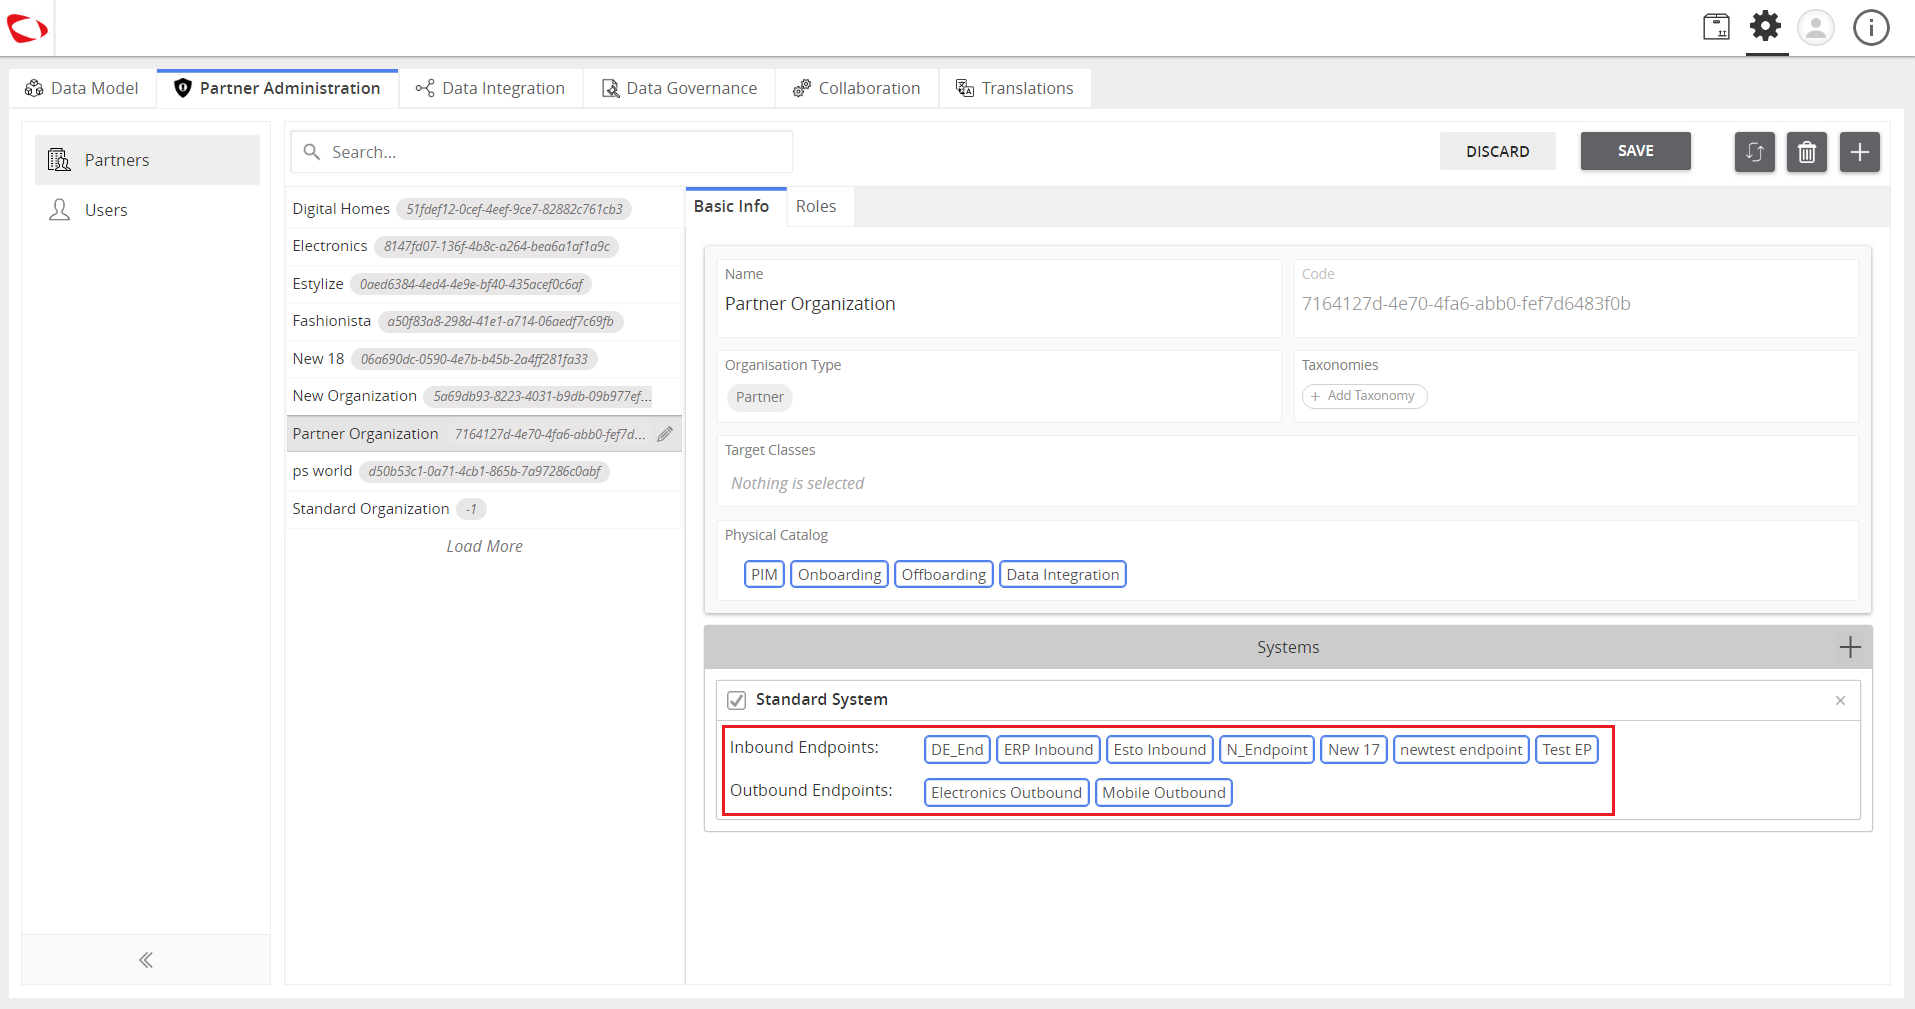 Data Model
Partner Administration
Data Integration
Data Governance
Collaboration
Translations
Partners
Users
Search...
DISCARD
SAVE
Digital Homes 51fdef12-0cef-4eef-9ce7-82882c761cb3
Electronics 8147fd07-136f-4b8c-a264-bea6a1af1a9c
Estylize 0aed6384-4ed4-4e9e-bf40-435acef0c6af
Fashionista a50f83a8-298d-41e1-a714-06aedf7c69fb
New 18 06a690dc-0590-4e7b-b45b-2a4ff281fa33
New Organization 5a69db93-8223-4031-b9db-09b977ef...
Partner Organization 7164127d-4e70-4fa6-abb0-fef7d...
ps world d50b53c1-0a71-4cb1-865b-7a97286c0abf
Standard Organization -1
Load More
Basic Info
Roles
Name
Partner Organization
Code
7164127d-4e70-4fa6-abb0-fef7d6483f0b
Organisation Type
Partner
Taxonomies
+ Add Taxonomy
Target Classes
Nothing is selected
Physical Catalog
PIM Onboarding Offboarding Data Integration
Systems
Standard System
Inbound Endpoints: DE_End ERP Inbound Esto Inbound N_Endpoint New 17 newtest endpoint Test EP
Outbound Endpoints: Electronics Outbound Mobile Outbound